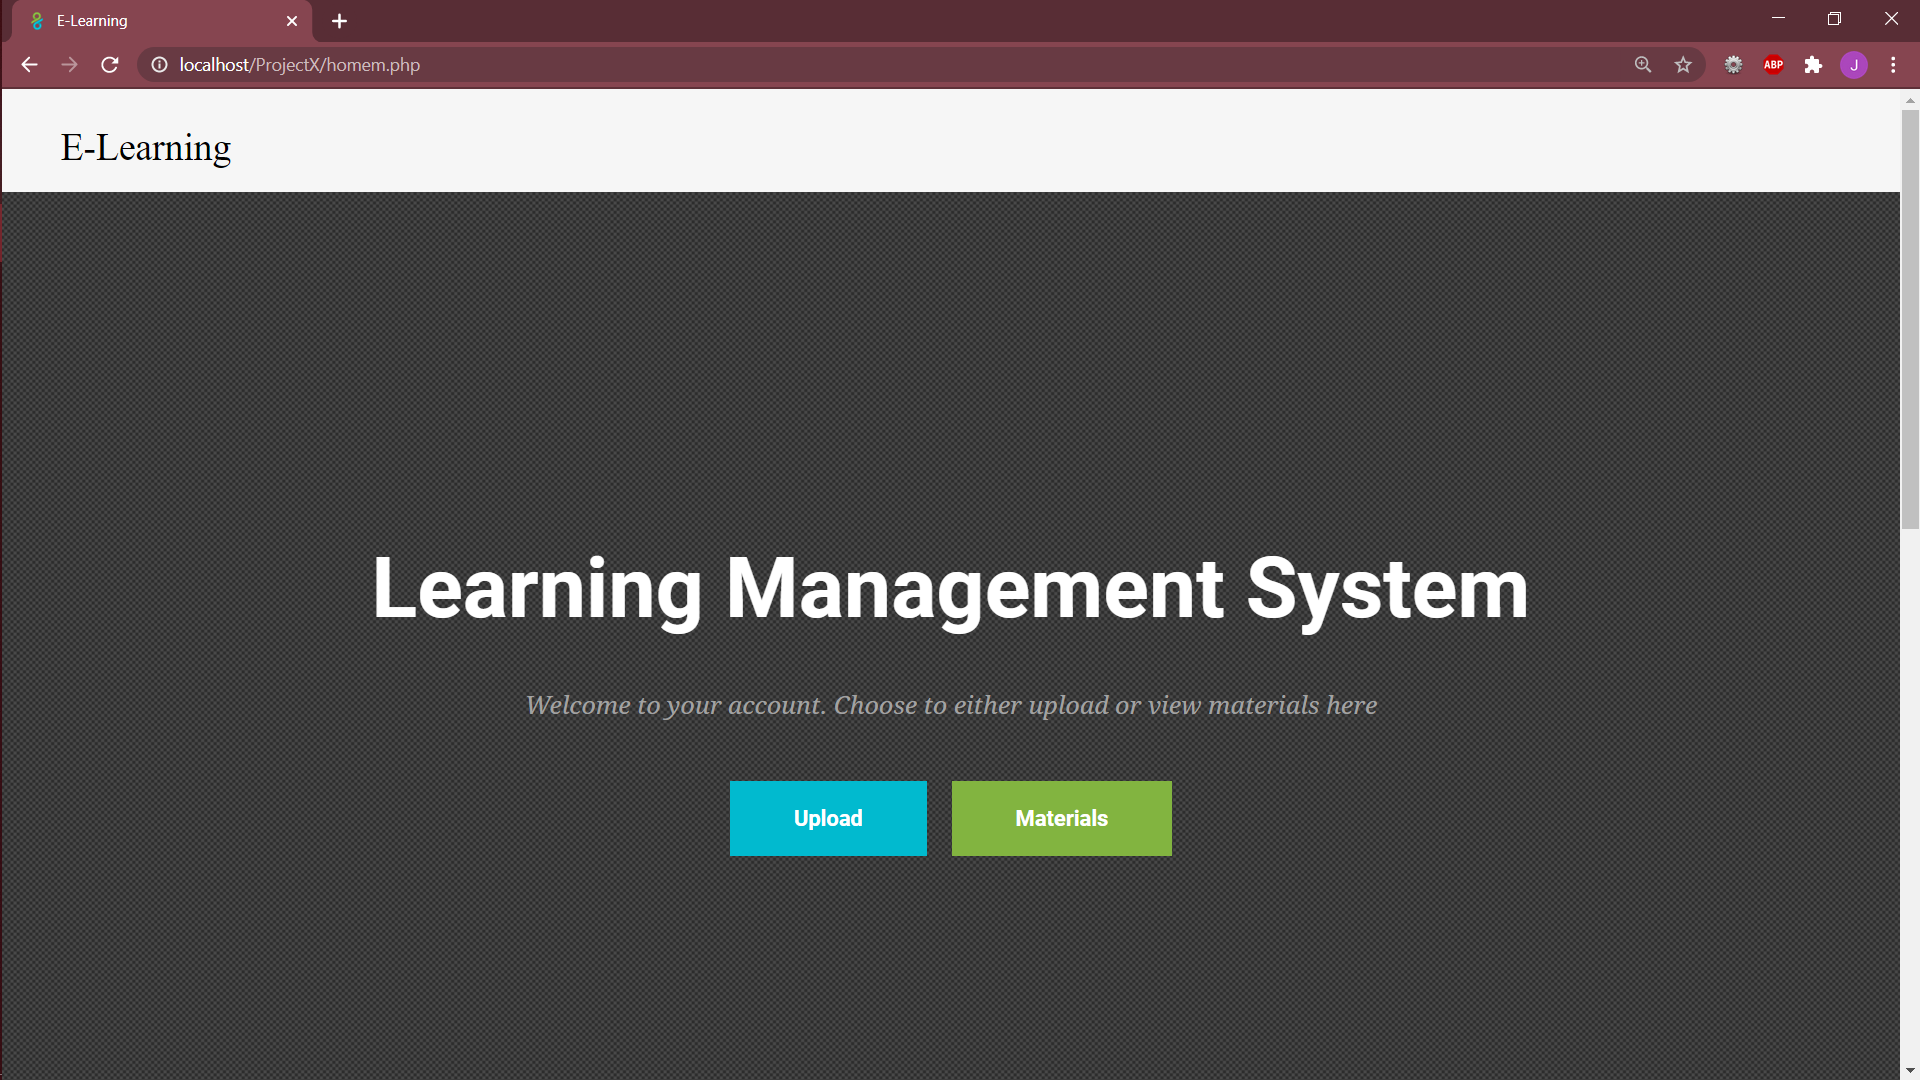 E-Learning
localhost/ProjectX/homem.php
ABP
J
E-Learning
Learning Management System
Welcome to your account. Choose to either upload or view materials here
Upload
Materials